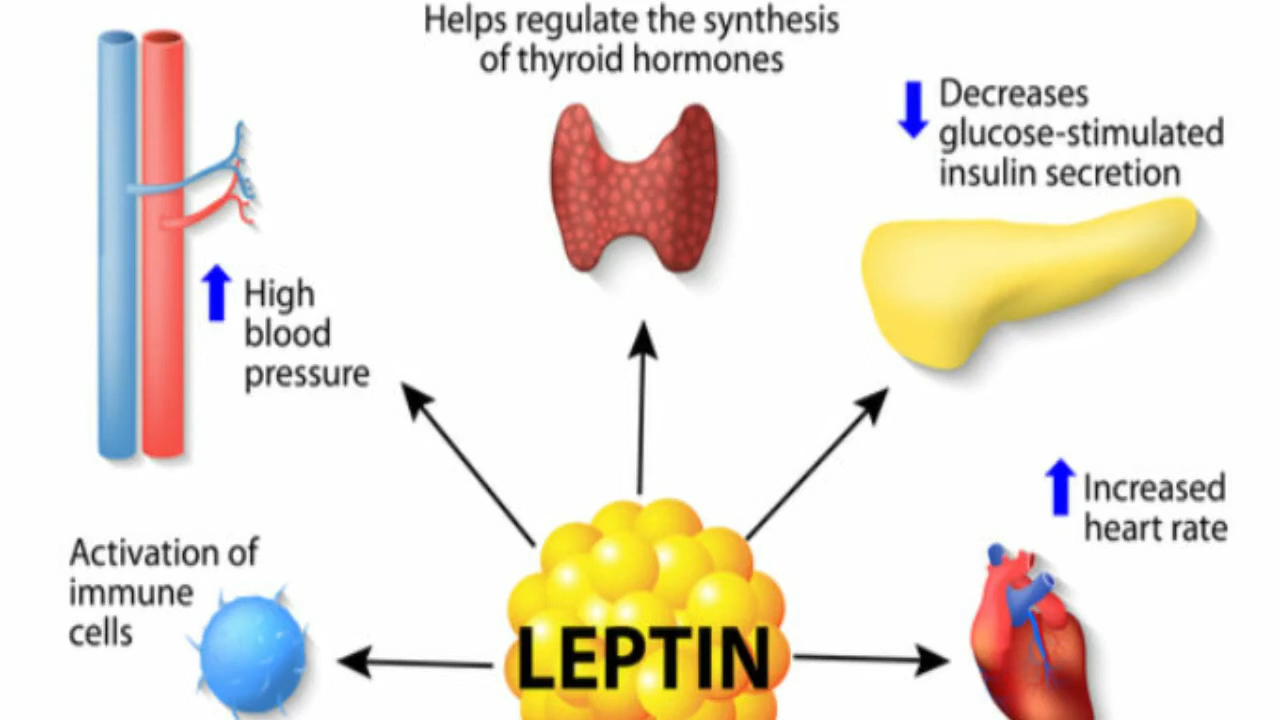 Helps regulate the synthesis
of thyroid hormones
Decreases
glucose-stimulated
insulin secretion
High
blood
pressure
Increased
heart rate
Activation of
immune
cells
LEPTIN